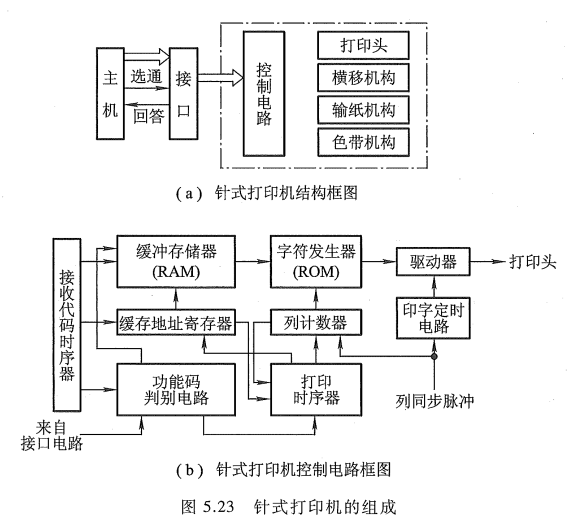 主机
选通
回答
接口
控制电路
打印头
横移机构
输纸机构
色带机构
(a) 针式打印机结构框图
接收代码时序器
缓冲存储器
(RAM)
字符发生器
(ROM)
驱动器
打印头
缓存地址寄存器
列计数器
印字定时
电路
功能码
判别电路
打印
时序器
列同步脉冲
来自
接口电路
(b) 针式打印机控制电路框图
图 5.23 针式打印机的组成